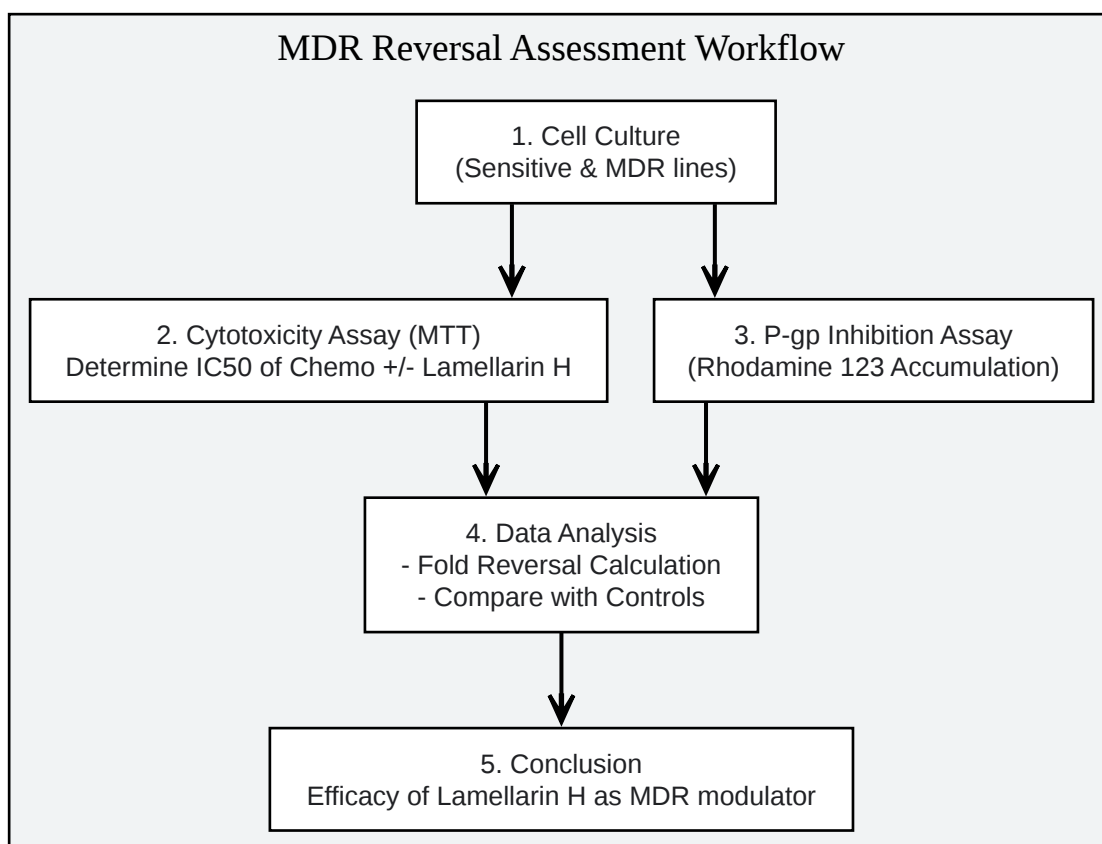 MDR Reversal Assessment Workflow
1. Cell Culture
(Sensitive & MDR lines)
2. Cytotoxicity Assay (MTT)
Determine IC50 of Chemo +/- Lamellarin H
3. P-gp Inhibition Assay
(Rhodamine 123 Accumulation)
4. Data Analysis
- Fold Reversal Calculation
- Compare with Controls
5. Conclusion
Efficacy of Lamellarin H as MDR modulator